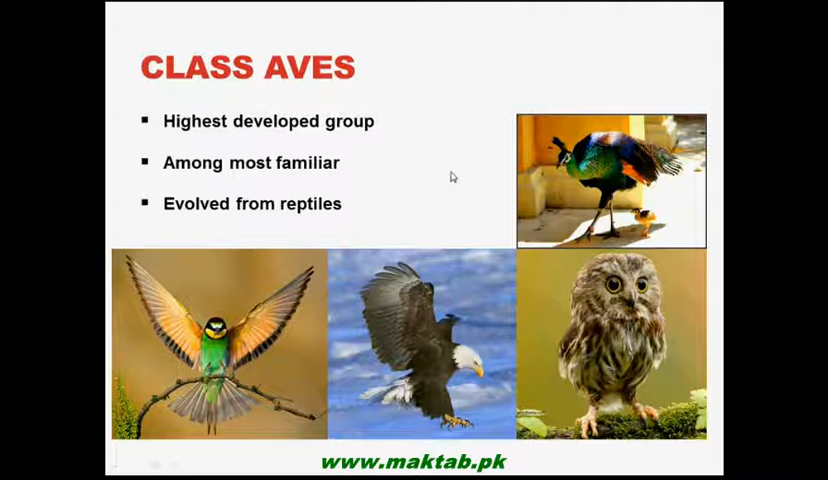 CLASS AVES
Highest developed group
Among most familiar
Evolved from reptiles
www.maktab.pk